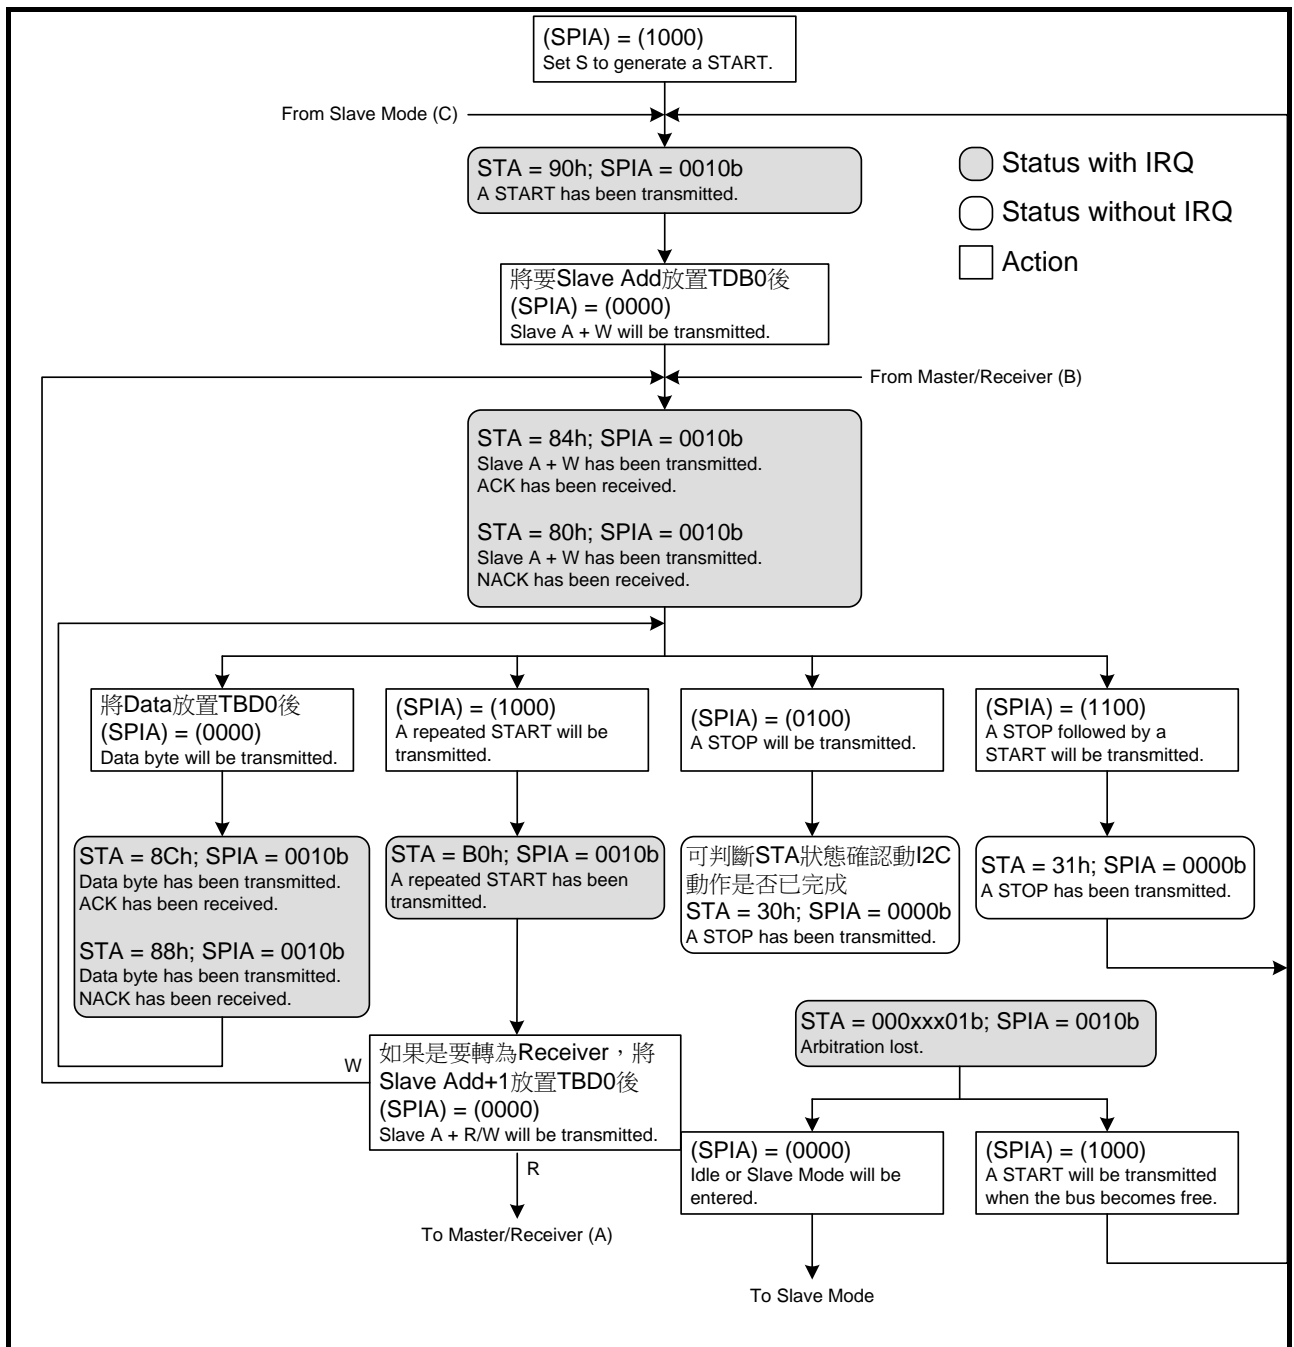 (SPIA) = (1000)
Set S to generate a START.
From Slave Mode (C)
STA = 90h; SPIA = 0010b
A START has been transmitted.
Status with IRQ
Status without IRQ
Action
將要Slave Add放置TDB0後
(SPIA) = (0000)
Slave A + W will be transmitted.
From Master/Receiver (B)
STA = 84h; SPIA = 0010b
Slave A + W has been transmitted.
ACK has been received.
STA = 80h; SPIA = 0010b
Slave A + W has been transmitted.
NACK has been received.
將Data放置TBD0後
(SPIA) = (0000)
Data byte will be transmitted.
(SPIA) = (1000)
A repeated START will be
transmitted.
(SPIA) = (0100)
A STOP will be transmitted.
(SPIA) = (1100)
A STOP followed by a
START will be transmitted.
STA = 8Ch; SPIA = 0010b
Data byte has been transmitted.
ACK has been received.
STA = 88h; SPIA = 0010b
Data byte has been transmitted.
NACK has been received.
STA = B0h; SPIA = 0010b
A repeated START has been
transmitted.
可判斷STA狀態確認動I2C
動作是否已完成
STA = 30h; SPIA = 0000b
A STOP has been transmitted.
STA = 31h; SPIA = 0000b
A STOP has been transmitted.
STA = 000xxx01b; SPIA = 0010b
Arbitration lost.
W
如果是要轉為Receiver，將
Slave Add+1放置TBD0後
(SPIA) = (0000)
Slave A + R/W will be transmitted.
R
To Master/Receiver (A)
(SPIA) = (0000)
Idle or Slave Mode will be
entered.
(SPIA) = (1000)
A START will be transmitted
when the bus becomes free.
To Slave Mode